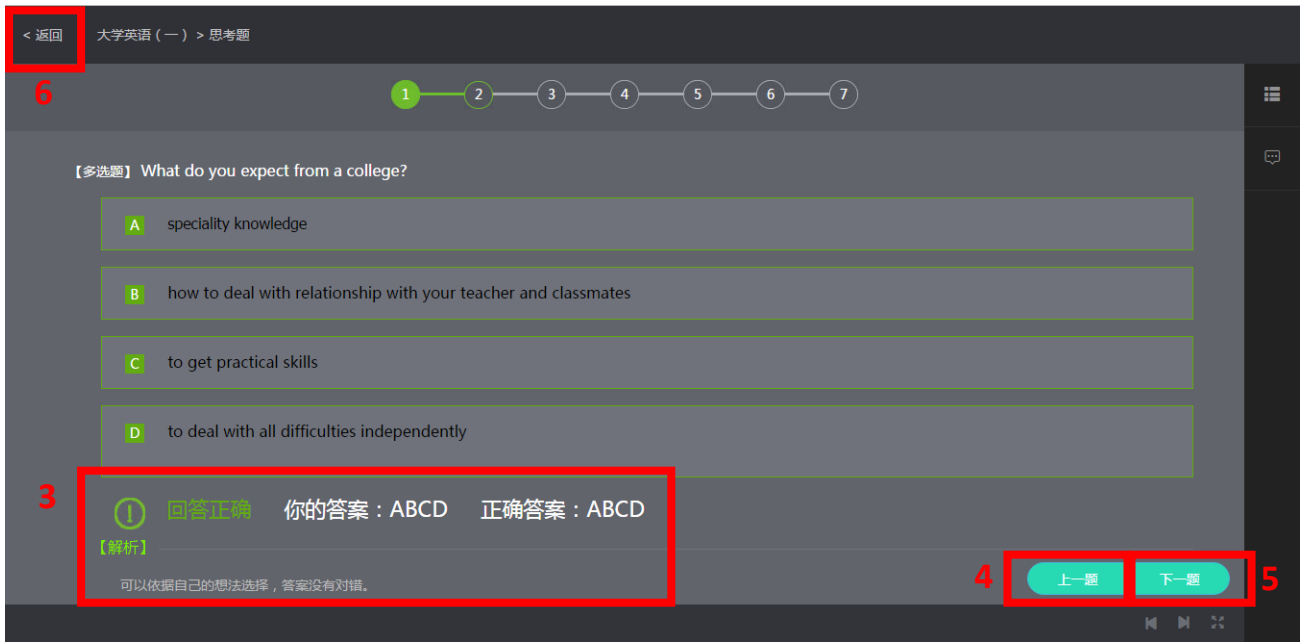 < 返回 大学英语（一）> 思考题
6
1 2 3 4 5 6 7
【多选题】What do you expect from a college?
A speciality knowledge
B how to deal with relationship with your teacher and classmates
C to get practical skills
D to deal with all difficulties independently
3
回答正确 你的答案：ABCD 正确答案：ABCD
【解析】
可以依据自己的想法选择，答案没有对错。
4 上一题 下一题 5